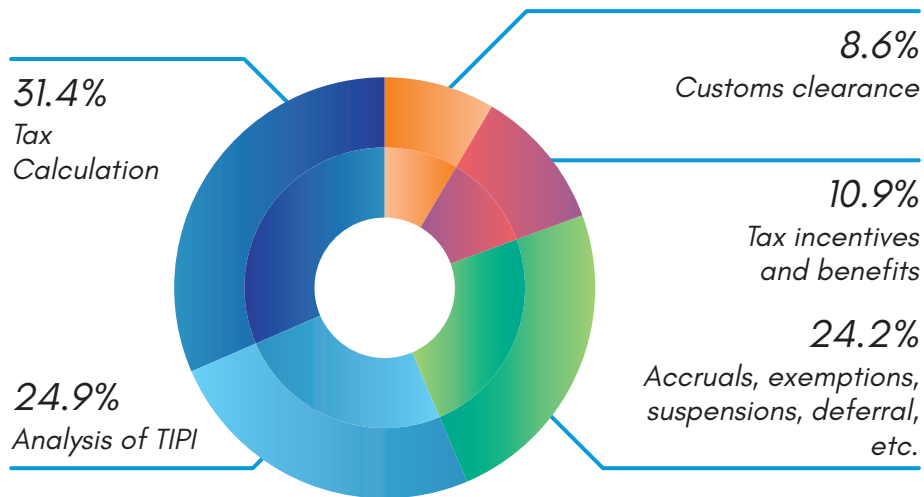 31.4%
Tax
Calculation
24.9%
Analysis of TIPI
8.6%
Customs clearance
10.9%
Tax incentives
and benefits
24.2%
Accruals, exemptions,
suspensions, deferral,
etc.